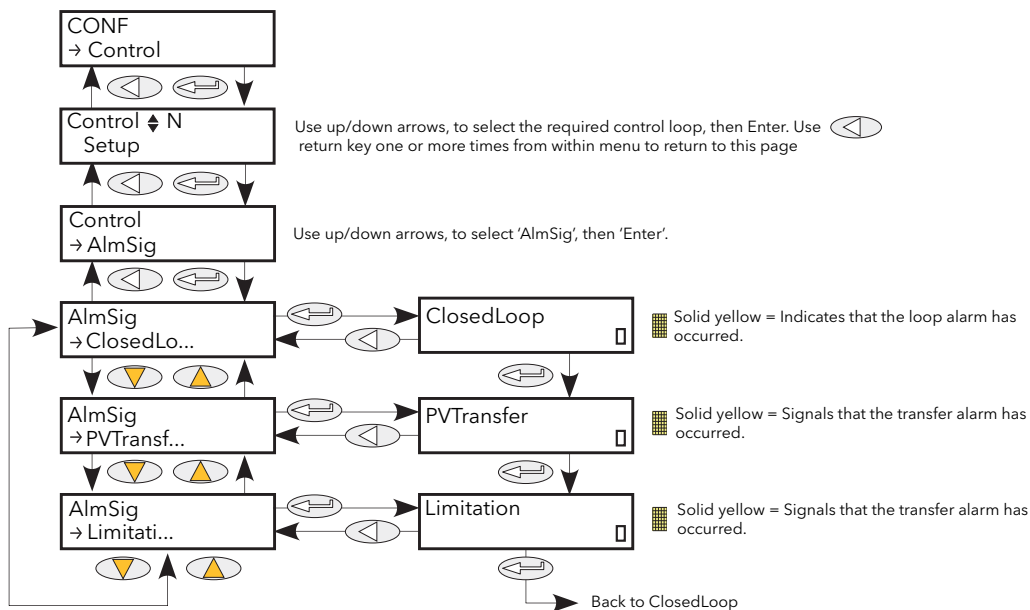 CONF
→ Control
Control N
Setup
Use up/down arrows, to select the required control loop, then Enter. Use
return key one or more times from within menu to return to this page
Control
→ AlmSig
Use up/down arrows, to select ‘AlmSig’, then ‘Enter’.
AlmSig
→ ClosedLo...
ClosedLoop
Solid yellow = Indicates that the loop alarm has
occurred.
AlmSig
→ PVTransf...
PVTransfer
Solid yellow = Signals that the transfer alarm has
occurred.
AlmSig
→ Limitati...
Limitation
Solid yellow = Signals that the transfer alarm has
occurred.
Back to ClosedLoop